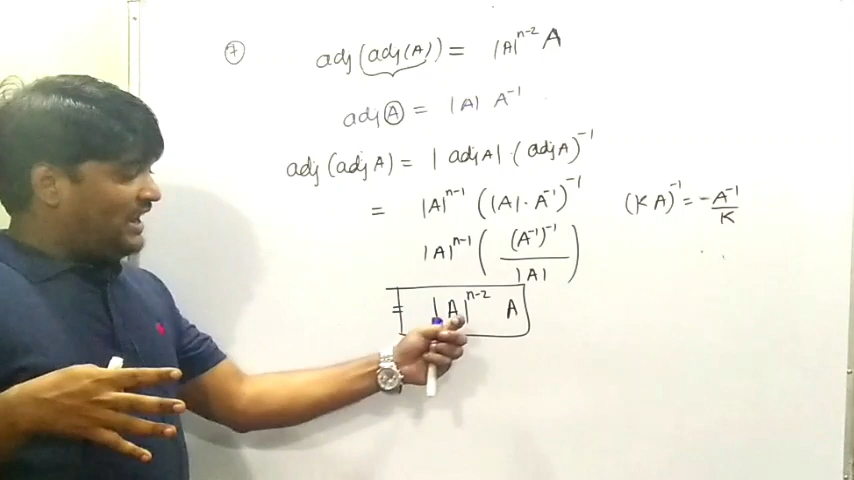 ⑦ adj(adj(A)) = |A|ⁿ⁻² A
adj Ⓐ = |A| A⁻¹
adj (adj A) = | adj A| · (adj A)⁻¹
= |A|ⁿ⁻¹ (|A| · A⁻¹)⁻¹ (K A)⁻¹ = -A⁻¹/K
|A|ⁿ⁻¹ ((A⁻¹)⁻¹/|A|)
= |A|ⁿ⁻² A